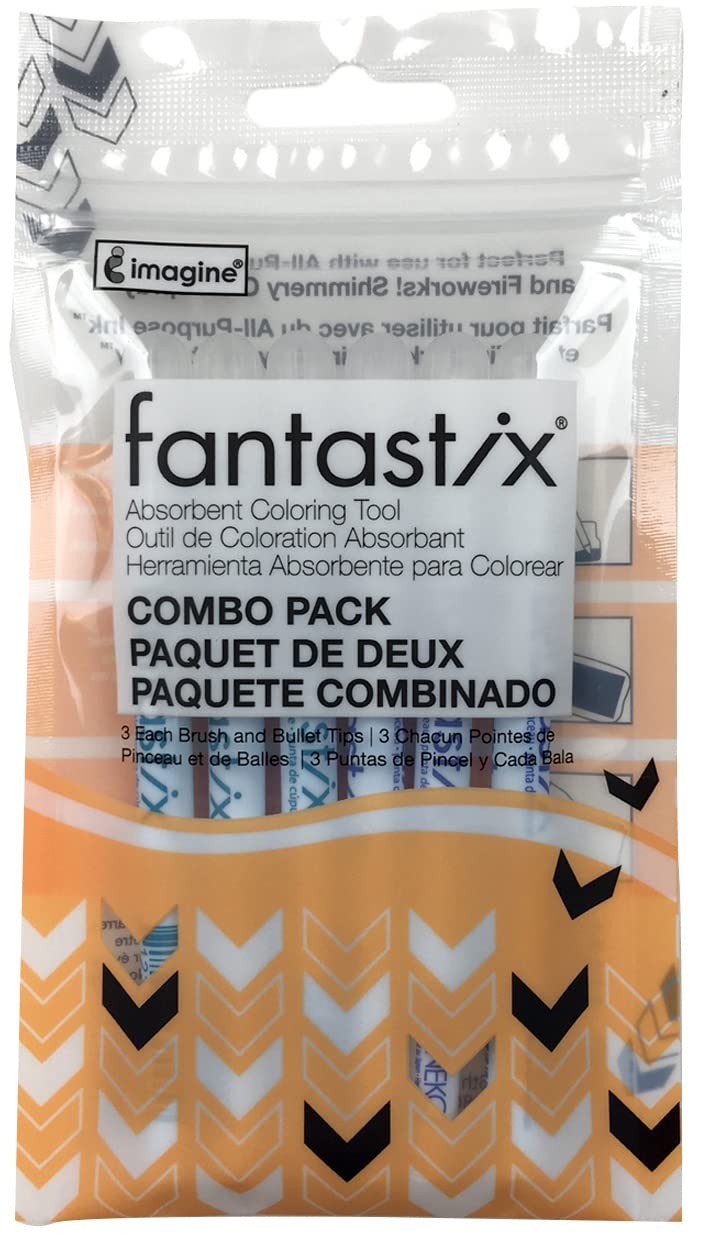 imagine®
Perfect for use with All-Pu
and Fireworks! Shimmery C
Parfait pour utiliser avec du All-Purpose Ink™
fantastix®
Absorbent Coloring Tool
Outil de Coloration Absorbant
Herramienta Absorbente para Colorear
COMBO PACK
PAQUET DE DEUX
PAQUETE COMBINADO
3 Each Brush and Bullet Tips | 3 Chacun Pointes de
Pinceau et de Balles | 3 Puntas de Pincel y Cada Bala